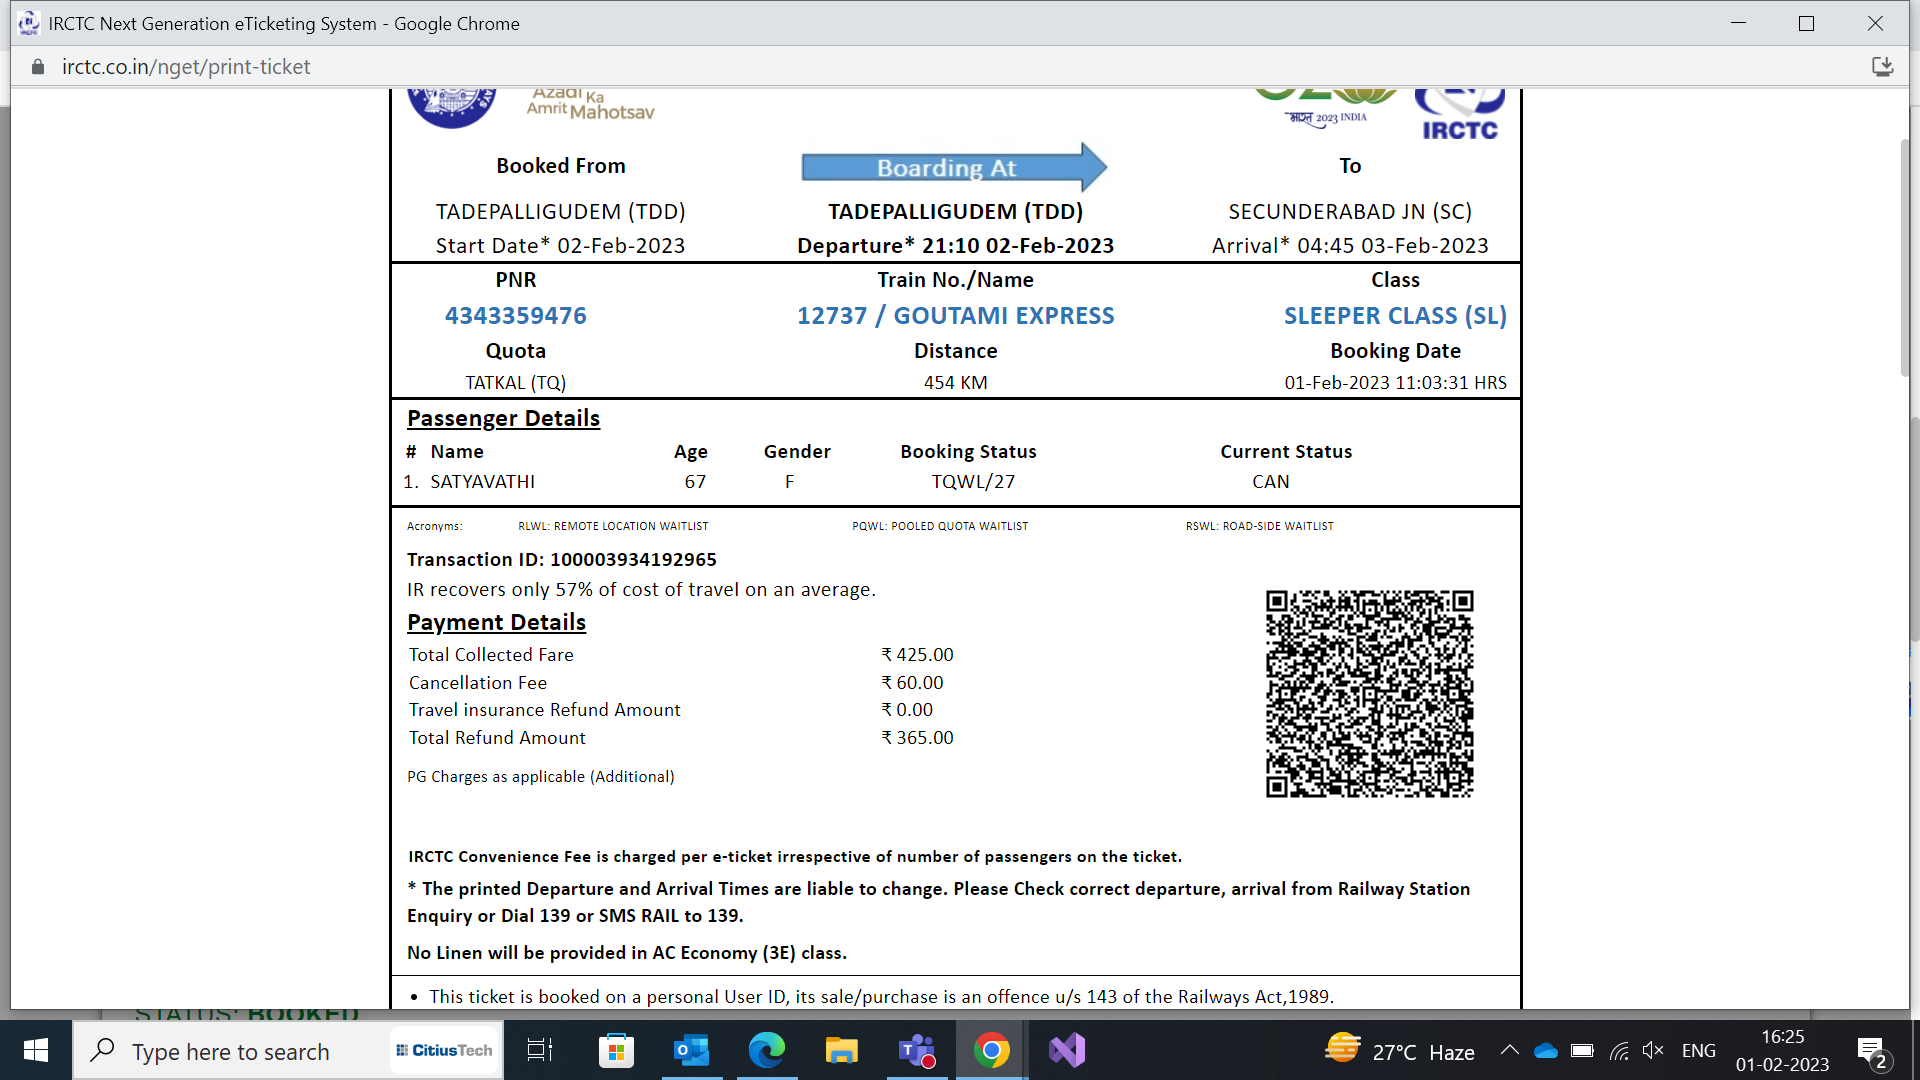 IRCTC Next Generation eTicketing System - Google Chrome
irctc.co.in/nget/print-ticket
Azadi Ka
Amrit Mahotsav
भारत 2023 INDIA
IRCTC
Booked From Boarding At To
TADEPALLIGUDEM (TDD) TADEPALLIGUDEM (TDD) SECUNDERABAD JN (SC)
Start Date* 02-Feb-2023 Departure* 21:10 02-Feb-2023 Arrival* 04:45 03-Feb-2023
PNR Train No./Name Class
4343359476 12737 / GOUTAMI EXPRESS SLEEPER CLASS (SL)
Quota Distance Booking Date
TATKAL (TQ) 454 KM 01-Feb-2023 11:03:31 HRS
Passenger Details
# Name Age Gender Booking Status Current Status
1. SATYAVATHI 67 F TQWL/27 CAN
Acronyms: RLWL: REMOTE LOCATION WAITLIST PQWL: POOLED QUOTA WAITLIST RSWL: ROAD-SIDE WAITLIST
Transaction ID: 100003934192965
IR recovers only 57% of cost of travel on an average.
Payment Details
Total Collected Fare ₹ 425.00
Cancellation Fee ₹ 60.00
Travel insurance Refund Amount ₹ 0.00
Total Refund Amount ₹ 365.00
PG Charges as applicable (Additional)
IRCTC Convenience Fee is charged per e-ticket irrespective of number of passengers on the ticket.
* The printed Departure and Arrival Times are liable to change. Please Check correct departure, arrival from Railway Station
Enquiry or Dial 139 or SMS RAIL to 139.
No Linen will be provided in AC Economy (3E) class.
• This ticket is booked on a personal User ID, its sale/purchase is an offence u/s 143 of the Railways Act,1989.
STATUS: BOOKED
Type here to search
CitiusTech
27°C Haze
ENG
16:25
01-02-2023
2